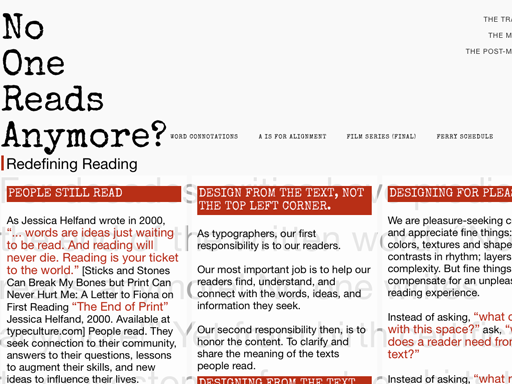 No
One
Reads
Anymore?
Redefining Reading
THE TRA
THE M
THE POST-M
WORD CONNOTATIONS
A IS FOR ALIGNMENT
FILM SERIES (FINAL)
FERRY SCHEDULE
PEOPLE STILL READ
As Jessica Helfand wrote in 2000,
“... words are ideas just waiting
to be read. And reading will
never die. Reading is your ticket
to the world.” [Sticks and Stones
Can Break My Bones but Print Can
Never Hurt Me: A Letter to Fiona on
First Reading “The End of Print”
Jessica Helfand, 2000. Available at
typeculture.com] People read. They
seek connection to their community,
answers to their questions, lessons
to augment their skills, and new
ideas to influence their lives.
DESIGN FROM THE TEXT, NOT
THE TOP LEFT CORNER.
As typographers, our first
responsibility is to our readers.
Our most important job is to help our
readers find, understand, and
connect with the words, ideas, and
information they seek.
Our second responsibility then, is to
honor the content. To clarify and
share the meaning of the texts
people read.
DESIGNING FROM THE TEXT
DESIGNING FOR PLEAS
We are pleasure-seeking c
and appreciate fine things:
colors, textures and shape
contrasts in rhythm; layers
complexity. But fine things
compensate for an unpleas
reading experience.
Instead of asking, “what c
with this space?” ask, “
does a reader need from
text?”
Instead of asking, “what